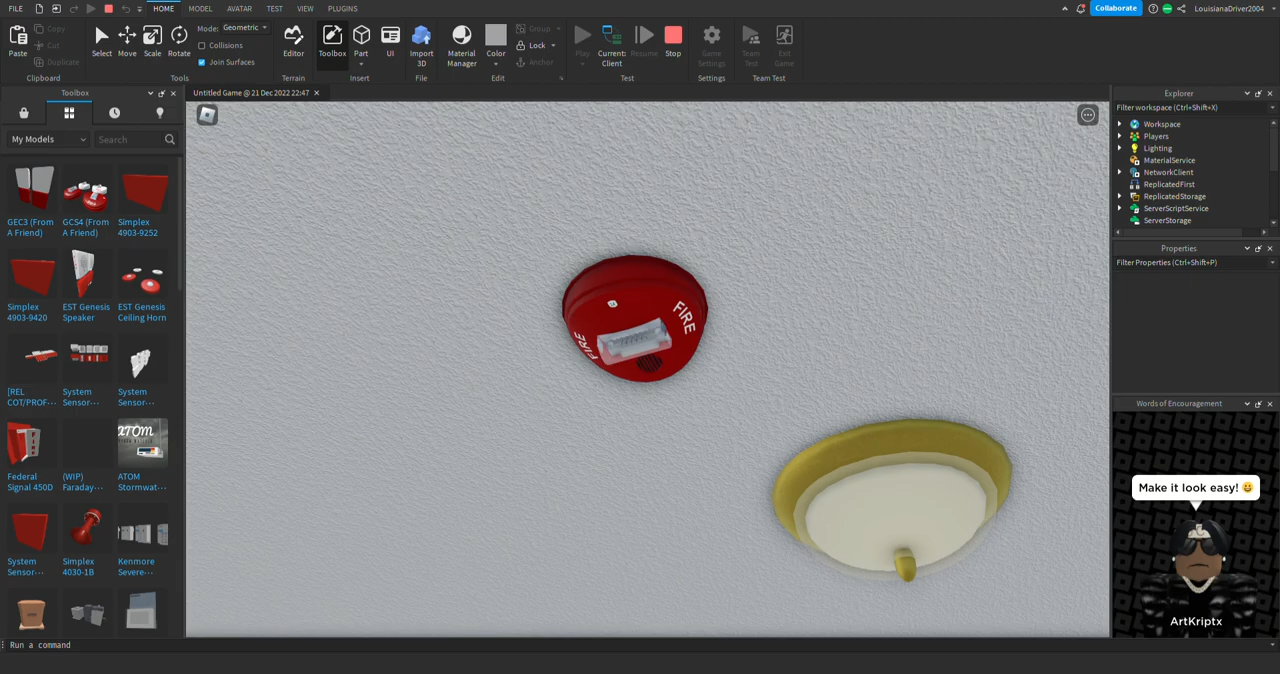 FILE
HOME
MODEL
AVATAR
TEST
VIEW
PLUGINS
Collaborate
LouisianaDriver2004
Paste
Copy
Cut
Duplicate
Clipboard
Select
Move
Scale
Rotate
Mode: Geometric
Collisions
Join Surfaces
Tools
Editor
Terrain
Toolbox
Part
UI
Insert
Import
3D
File
Material
Manager
Color
Group
Lock
Anchor
Edit
Play
Current:
Client
Resume
Stop
Test
Game
Settings
Settings
Team
Test
Exit
Game
Team Test
Toolbox
My Models
Search
GEC3 (From
A Friend)
GCS4 (From
A Friend)
Simplex
4903-9252
Simplex
4903-9420
EST Genesis
Speaker
EST Genesis
Ceiling Horn
[REL
COT/PROF···
System
Sensor···
System
Sensor···
Federal
Signal 450D
(WIP)
Faraday···
ATOM
ATOM
Stormwat···
System
Sensor···
Simplex
4030-1B
Kenmore
Severe···
Untitled Game @ 21 Dec 2022 22:47
FIRE
FIRE
Explorer
Filter workspace (Ctrl+Shift+X)
Workspace
Players
Lighting
MaterialService
NetworkClient
ReplicatedFirst
ReplicatedStorage
ServerScriptService
ServerStorage
Properties
Filter Properties (Ctrl+Shift+P)
Words of Encouragement
Make it look easy! 😀
ArtKriptx
Run a command